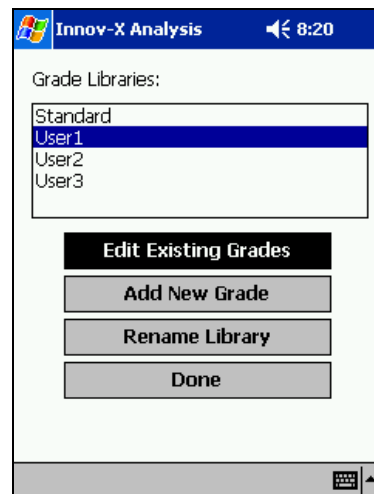 Innov-X Analysis 8:20
Grade Libraries:
Standard
User1
User2
User3
Edit Existing Grades
Add New Grade
Rename Library
Done